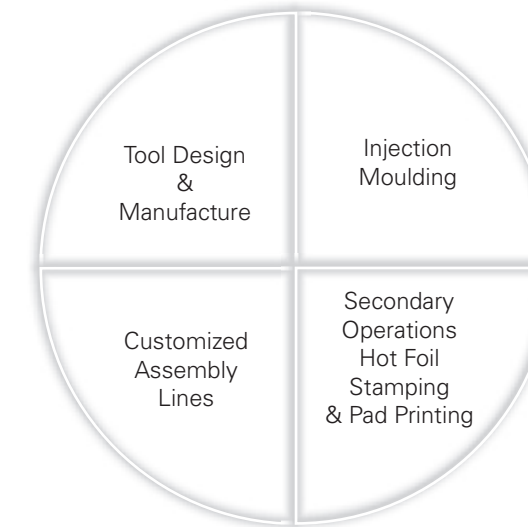 Tool Design
&
Manufacture
Injection
Moulding
Customized
Assembly
Lines
Secondary
Operations
Hot Foil
Stamping
& Pad Printing